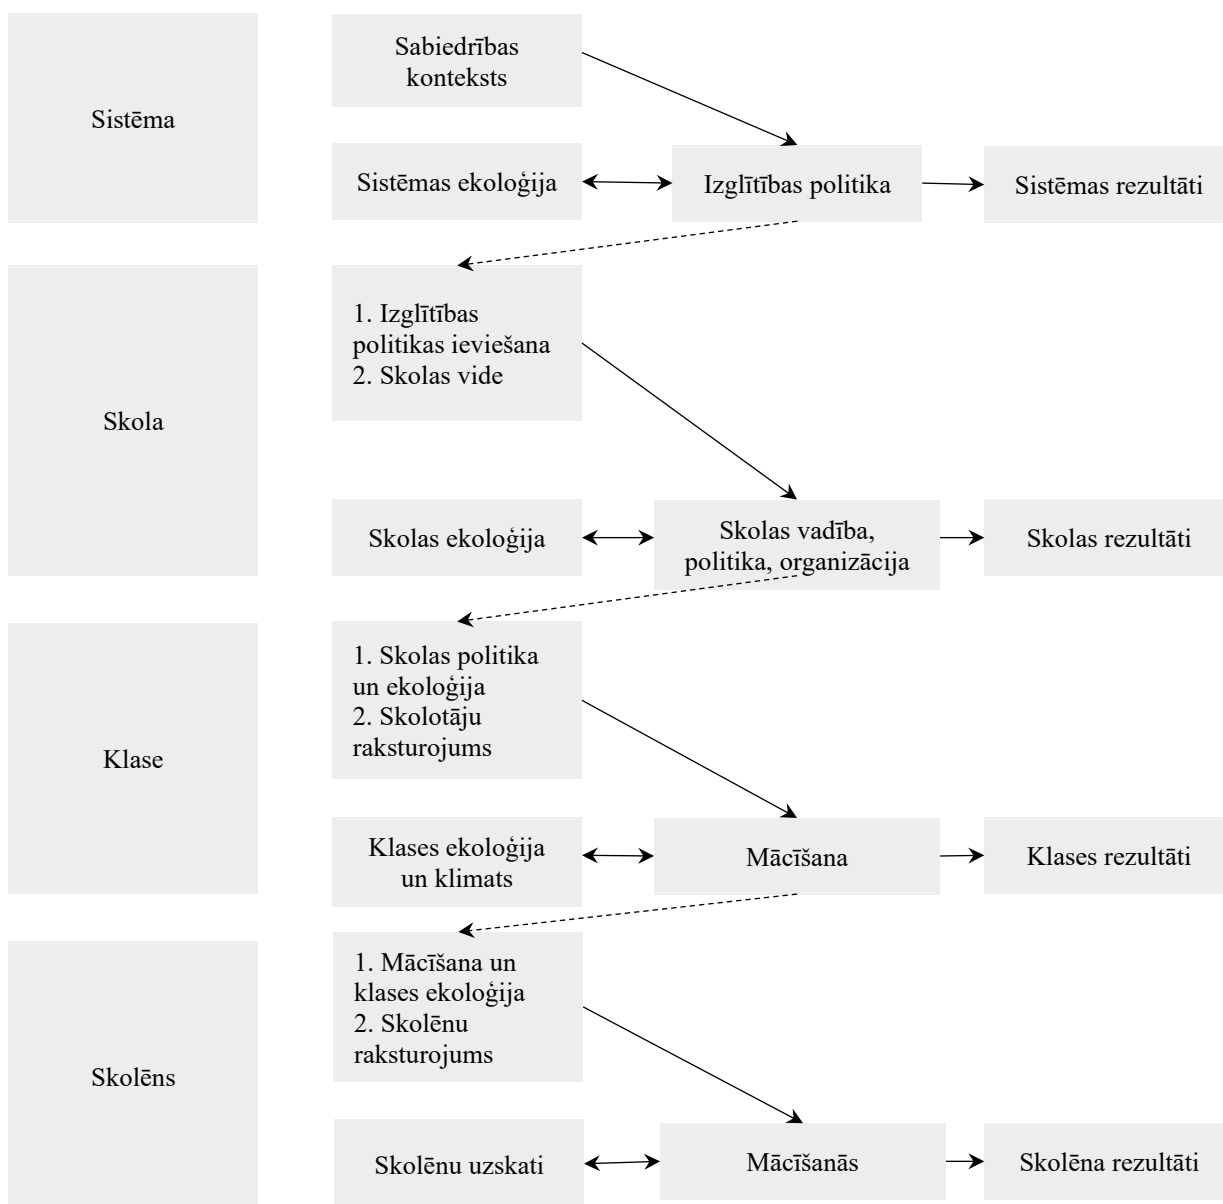 Sistēma
Sabiedrības
konteksts
Sistēmas ekoloģija
Izglītības politika
Sistēmas rezultāti
Skola
1. Izglītības
politikas ieviešana
2. Skolas vide
Skolas ekoloģija
Skolas vadība,
politika, organizācija
Skolas rezultāti
Klase
1. Skolas politika
un ekoloģija
2. Skolotāju
raksturojums
Klases ekoloģija
un klimats
Mācīšana
Klases rezultāti
Skolēns
1. Mācīšana un
klases ekoloģija
2. Skolēnu
raksturojums
Skolēnu uzskati
Mācīšanās
Skolēna rezultāti